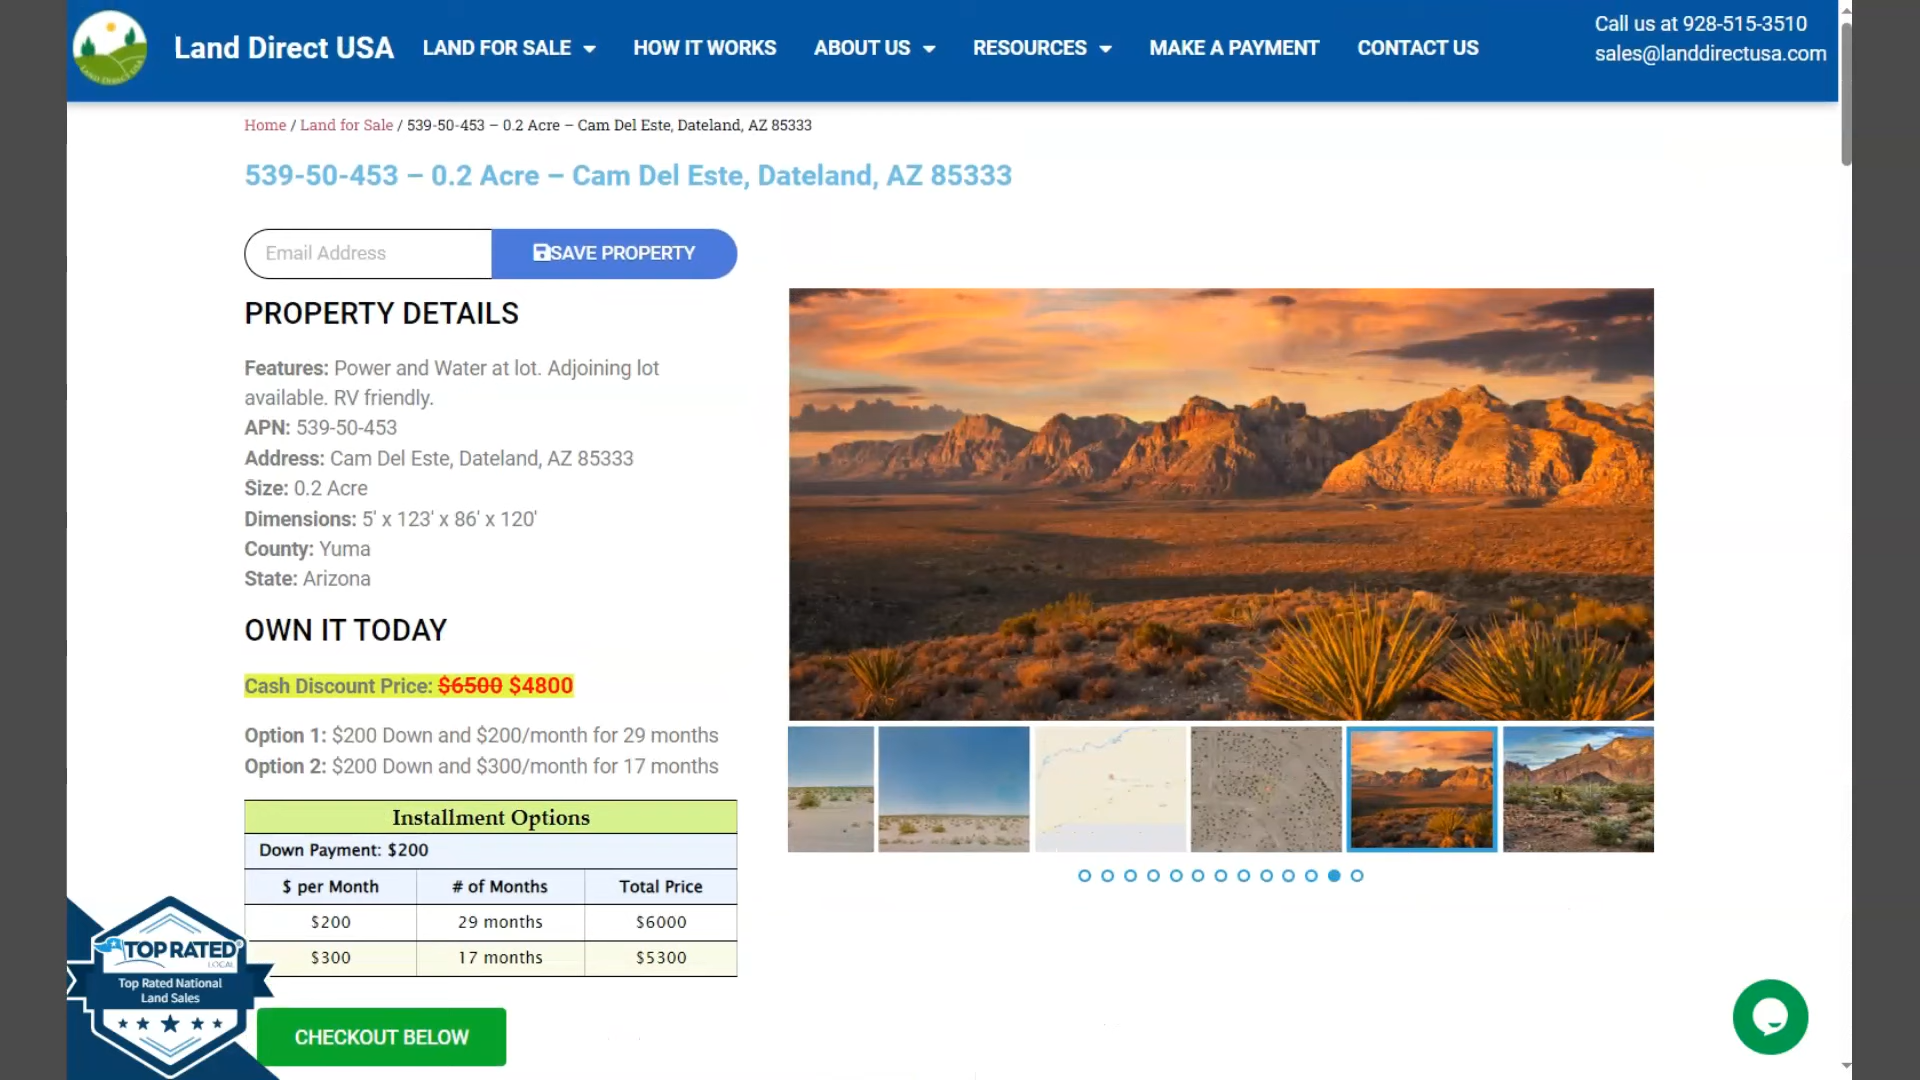 Land Direct USA
LAND FOR SALE
HOW IT WORKS
ABOUT US
RESOURCES
MAKE A PAYMENT
CONTACT US
Call us at 928-515-3510
sales@landdirectusa.com
Home / Land for Sale / 539-50-453 – 0.2 Acre – Cam Del Este, Dateland, AZ 85333
539-50-453 – 0.2 Acre – Cam Del Este, Dateland, AZ 85333
Email Address
SAVE PROPERTY
PROPERTY DETAILS
Features: Power and Water at lot. Adjoining lot
available. RV friendly.
APN: 539-50-453
Address: Cam Del Este, Dateland, AZ 85333
Size: 0.2 Acre
Dimensions: 5' x 123' x 86' x 120'
County: Yuma
State: Arizona
OWN IT TODAY
Cash Discount Price: $6500 $4800
Option 1: $200 Down and $200/month for 29 months
Option 2: $200 Down and $300/month for 17 months
Installment Options
Down Payment: $200
$ per Month # of Months Total Price
$200 29 months $6000
$300 17 months $5300
TOP RATED
LOCAL
Top Rated National
Land Sales
CHECKOUT BELOW